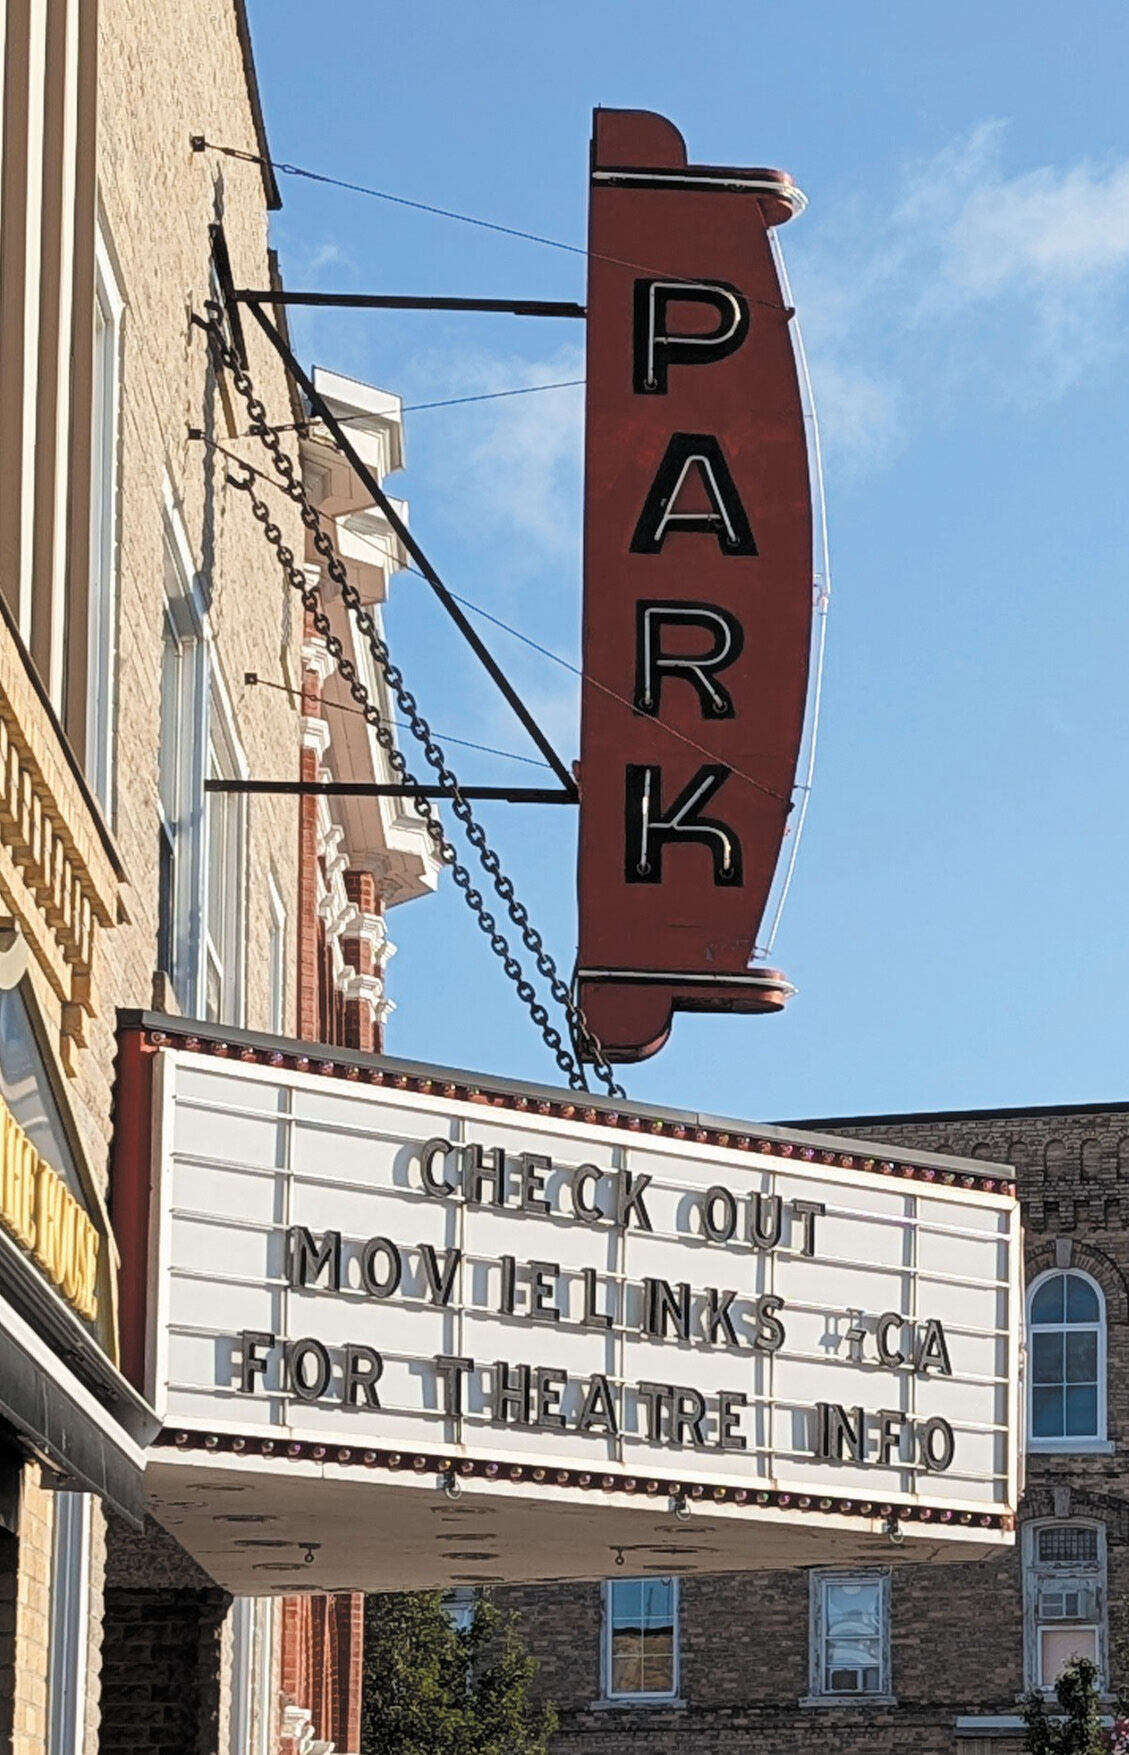 PARK
CHECK OUT
MOVIELINKS.CA
FOR THEATRE INFO